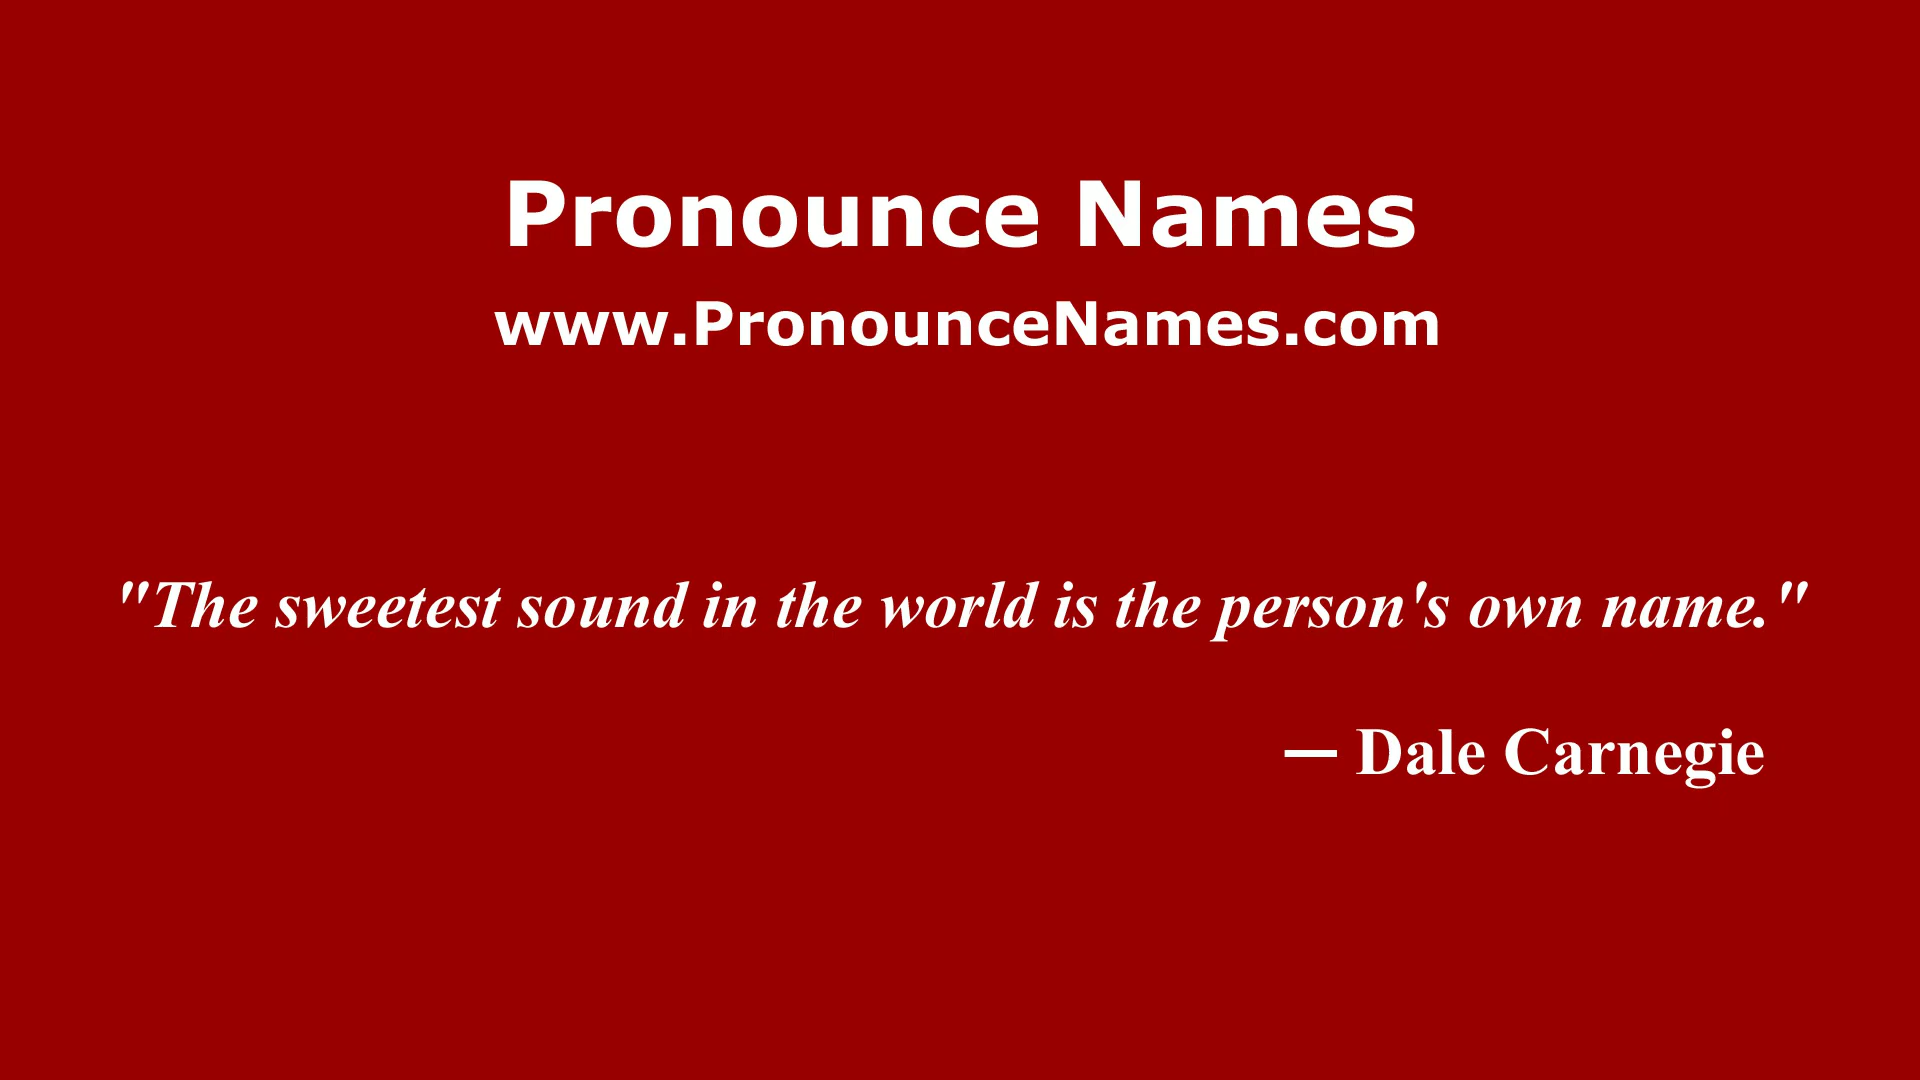 Pronounce Names
www.PronounceNames.com
"The sweetest sound in the world is the person's own name."
— Dale Carnegie